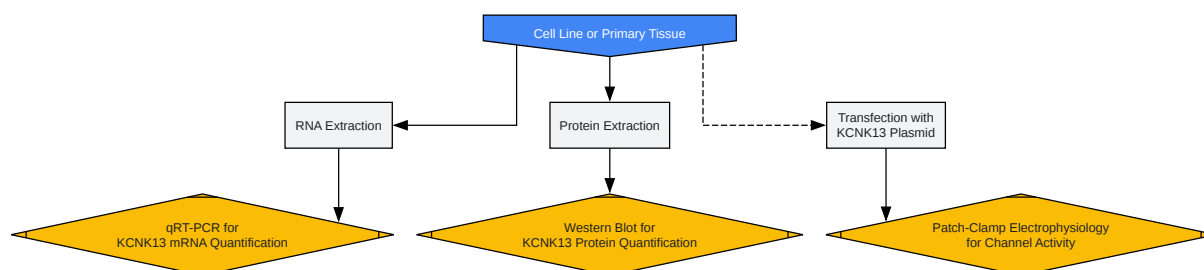 Cell Line or Primary Tissue
RNA Extraction
Protein Extraction
Transfection with
KCNK13 Plasmid
qRT-PCR for
KCNK13 mRNA Quantification
Western Blot for
KCNK13 Protein Quantification
Patch-Clamp Electrophysiology
for Channel Activity